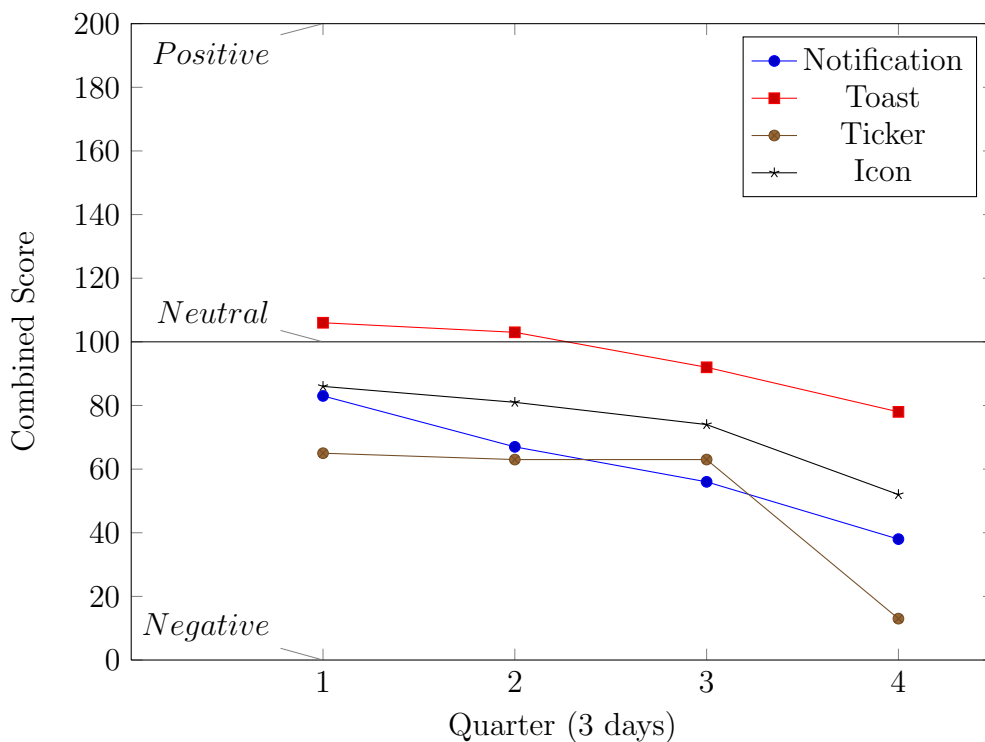 200
180
160
140
120
100
80
60
40
20
0
Combined Score
Positive
Neutral
Negative
Notification
Toast
Ticker
Icon
1 2 3 4
Quarter (3 days)